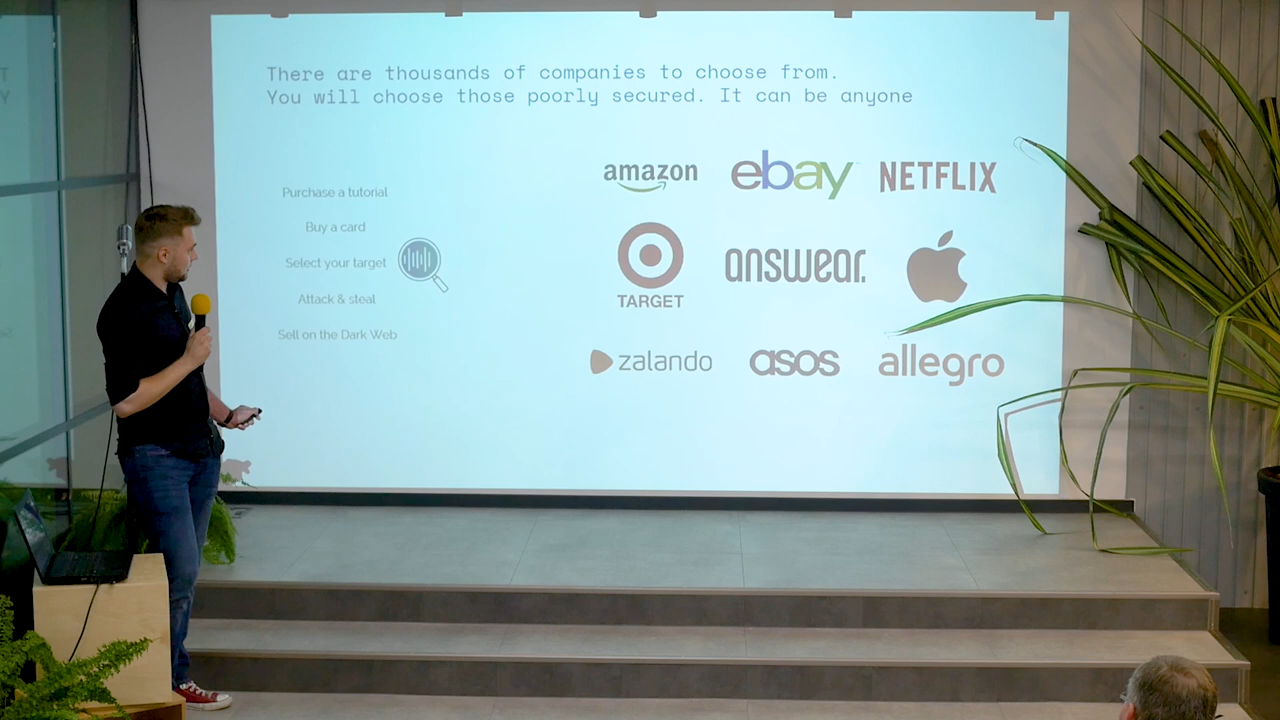 There are thousands of companies to choose from.
You will choose those poorly secured. It can be anyone
Purchase a tutorial
Buy a card
Select your target
Attack & steal
Sell on the Dark Web
amazon ebay NETFLIX
TARGET answear.
zalando asos allegro